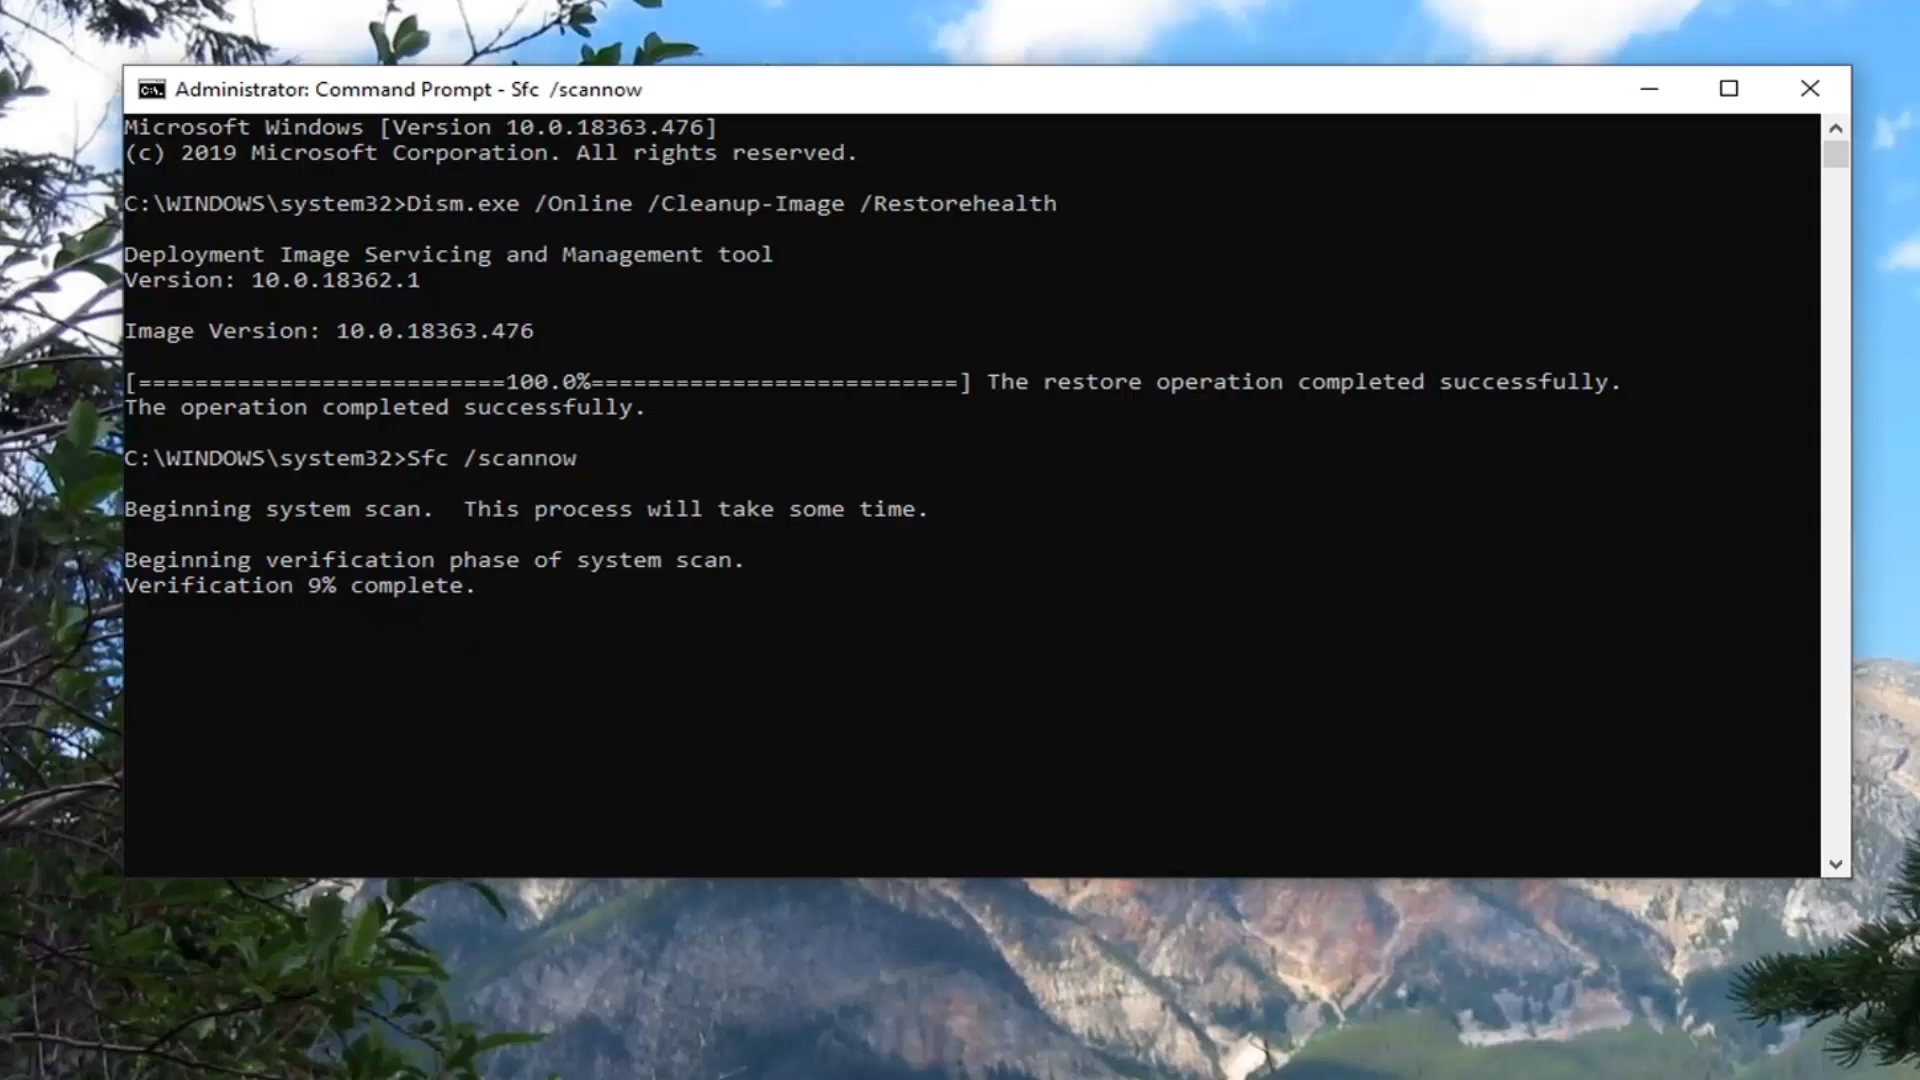 Administrator: Command Prompt - Sfc  /scannow
Microsoft Windows [Version 10.0.18363.476]
(c) 2019 Microsoft Corporation. All rights reserved.
C:\WINDOWS\system32>Dism.exe /Online /Cleanup-Image /Restorehealth
Deployment Image Servicing and Management tool
Version: 10.0.18362.1
Image Version: 10.0.18363.476
[==========================100.0%==========================] The restore operation completed successfully.
The operation completed successfully.
C:\WINDOWS\system32>Sfc /scannow
Beginning system scan.  This process will take some time.
Beginning verification phase of system scan.
Verification 9% complete.